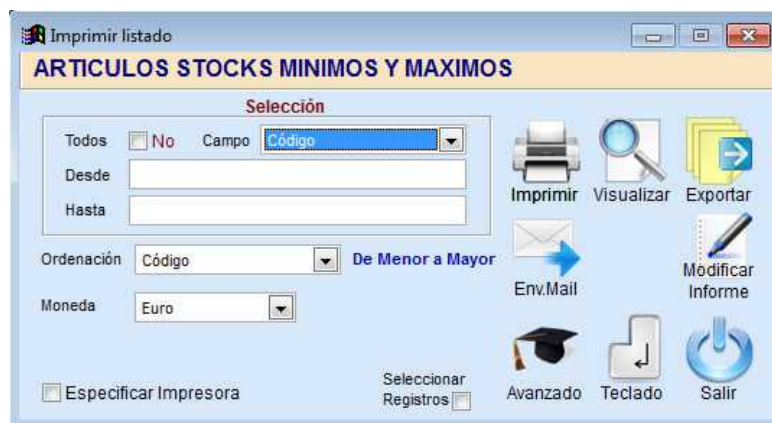 Imprimir listado
ARTICULOS STOCKS MINIMOS Y MAXIMOS
Selección
Todos No Campo Código
Desde
Hasta
Ordenación Código De Menor a Mayor
Moneda Euro
Especificar Impresora
Seleccionar
Registros
Imprimir Visualizar Exportar
Env.Mail
Modificar
Informe
Avanzado Teclado Salir